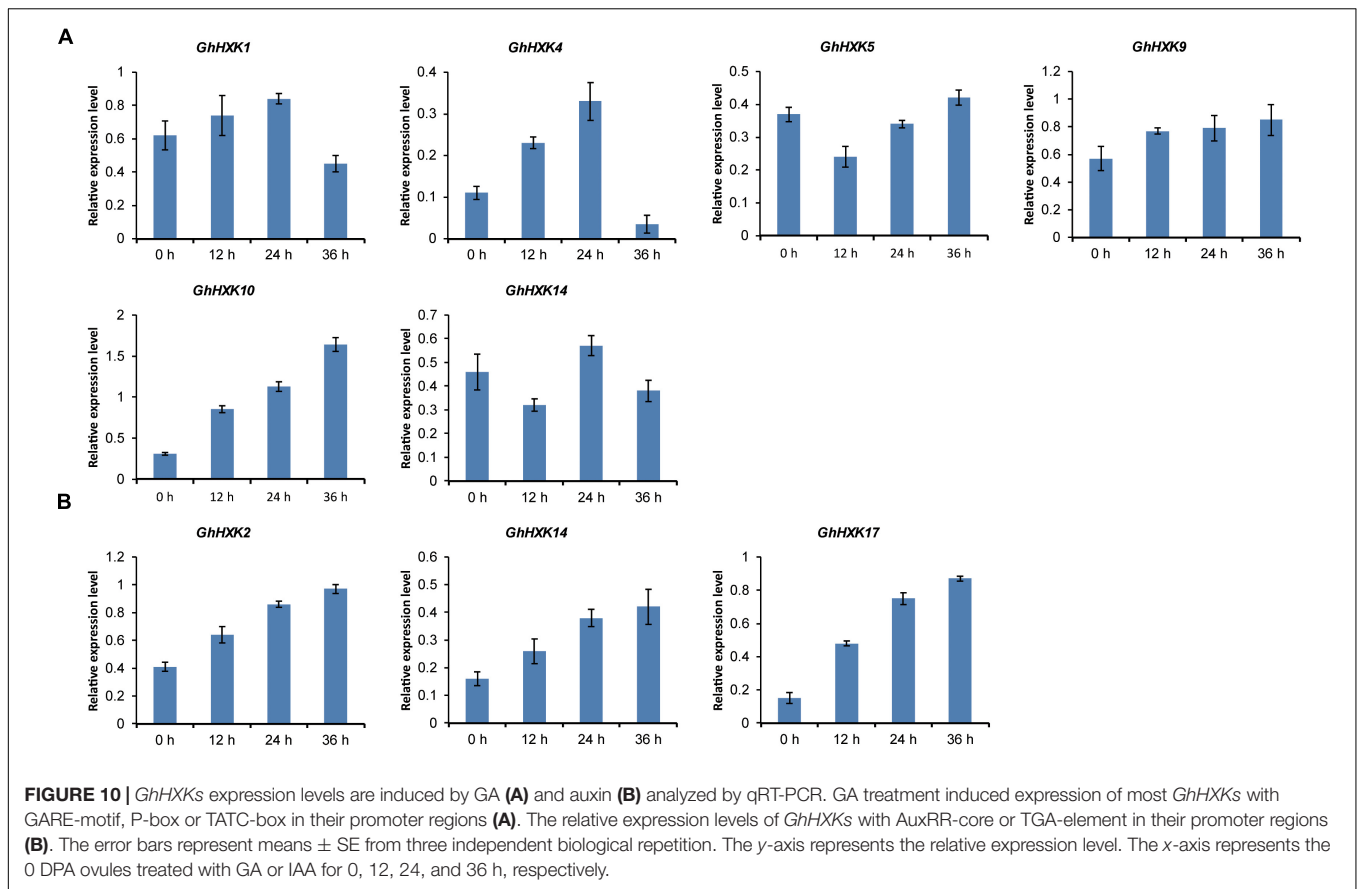 A
GhHXK1
Relative expression level
1
0.8
0.6
0.4
0.2
0
0 h 12 h 24 h 36 h
GhHXK4
Relative expression level
0.4
0.3
0.2
0.1
0
0 h 12 h 24 h 36 h
GhHXK5
Relative expression level
0.5
0.4
0.3
0.2
0.1
0
0 h 12 h 24 h 36 h
GhHXK9
Relative expression level
1.2
1
0.8
0.6
0.4
0.2
0
0 h 12 h 24 h 36 h
GhHXK10
Relative expression level
2
1.5
1
0.5
0
0 h 12 h 24 h 36 h
GhHXK14
Relative expression level
0.7
0.6
0.5
0.4
0.3
0.2
0.1
0
0 h 12 h 24 h 36 h
B
GhHXK2
Relative expression level
1.2
1
0.8
0.6
0.4
0.2
0
0 h 12 h 24 h 36 h
GhHXK14
Relative expression level
0.6
0.5
0.4
0.3
0.2
0.1
0
0 h 12 h 24 h 36 h
GhHXK17
Relative expression level
1
0.8
0.6
0.4
0.2
0
0 h 12 h 24 h 36 h
FIGURE 10 | GhHXKs expression levels are induced by GA (A) and auxin (B) analyzed by qRT-PCR. GA treatment induced expression of most GhHXKs with
GARE-motif, P-box or TATC-box in their promoter regions (A). The relative expression levels of GhHXKs with AuxRR-core or TGA-element in their promoter regions
(B). The error bars represent means ± SE from three independent biological repetition. The y-axis represents the relative expression level. The x-axis represents the
0 DPA ovules treated with GA or IAA for 0, 12, 24, and 36 h, respectively.